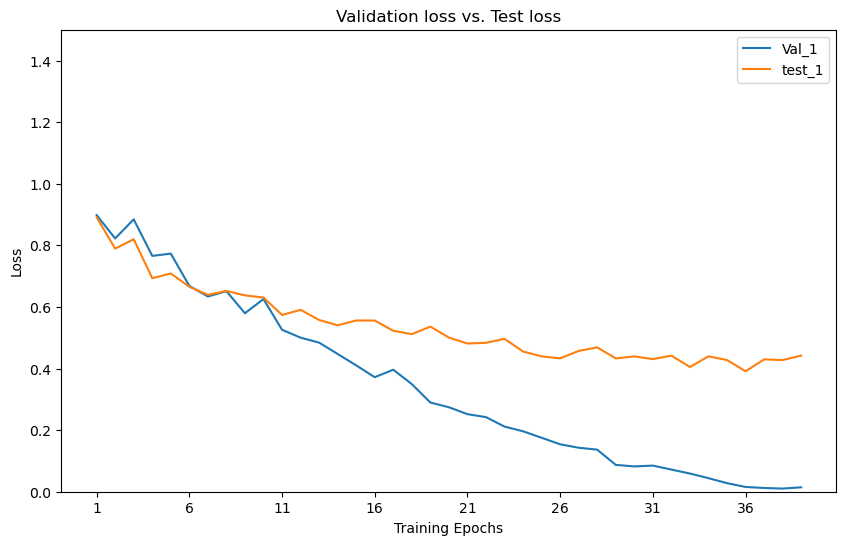 Validation loss vs. Test loss
Val_1
test_1
1.4
1.2
1.0
0.8
0.6
0.4
0.2
0.0
Loss
1 6 11 16 21 26 31 36
Training Epochs